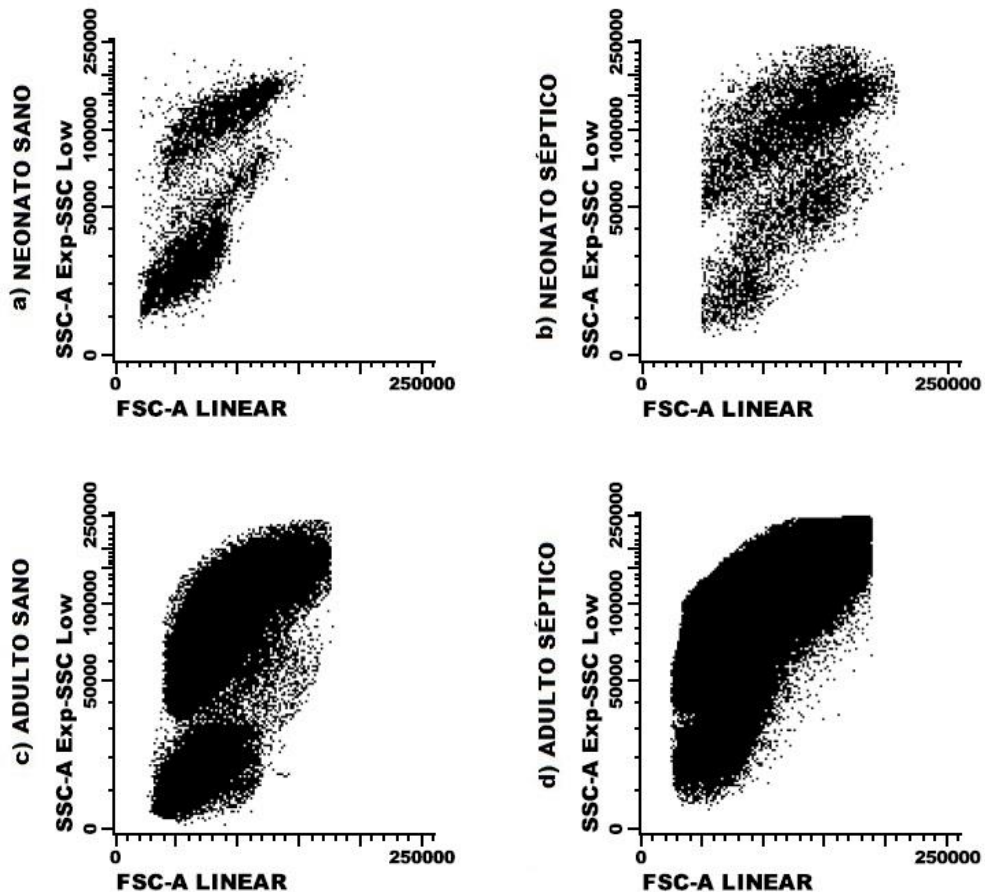 a) NEONATO SANO
SSC-A Exp-SSC Low
250000
100000
50000
0
0
250000
FSC-A LINEAR
b) NEONATO SÉPTICO
SSC-A Exp-SSC Low
250000
100000
50000
0
0
250000
FSC-A LINEAR
c) ADULTO SANO
SSC-A Exp-SSC Low
250000
100000
50000
0
0
250000
FSC-A LINEAR
d) ADULTO SÉPTICO
SSC-A Exp-SSC Low
250000
100000
50000
0
0
250000
FSC-A LINEAR